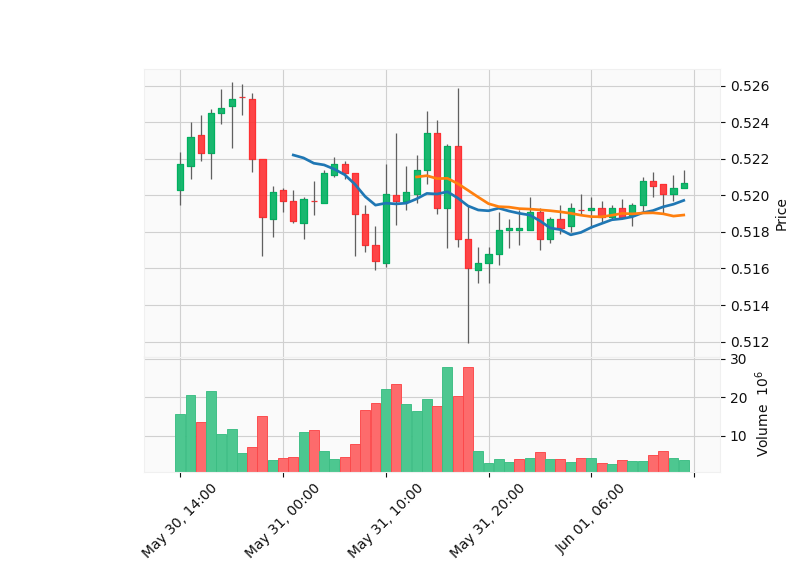 0.526
0.524
0.522
0.520
0.518
0.516
0.514
0.512
Price
30
20
10
Volume 10^6
May 30, 14:00
May 31, 00:00
May 31, 10:00
May 31, 20:00
Jun 01, 06:00